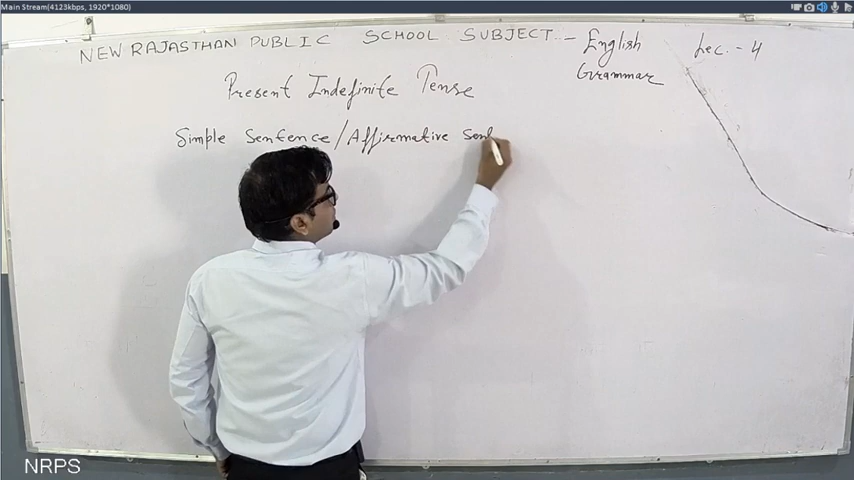 Main Stream(4123kbps, 1920*1080)
NEW RAJASTHAN PUBLIC SCHOOL SUBJECT - English Lec. - 4
Grammar
Present Indefinite Tense
Simple Sentence/Affirmative Sent
NRPS